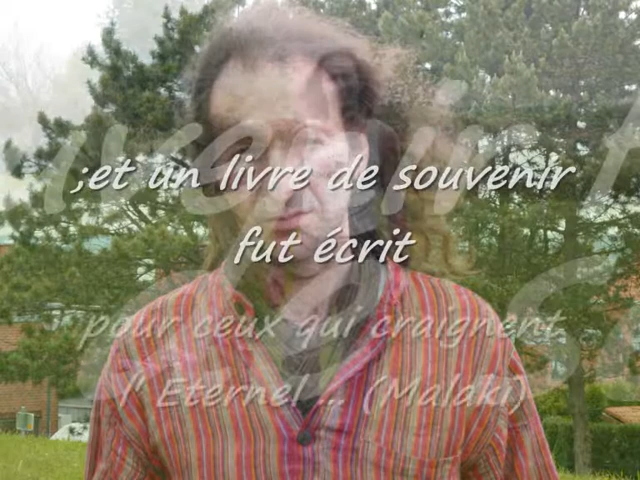 ;et un livre de souvenir
fut écrit
pour ceux qui craignent
l' Eternel ... (Malaki)